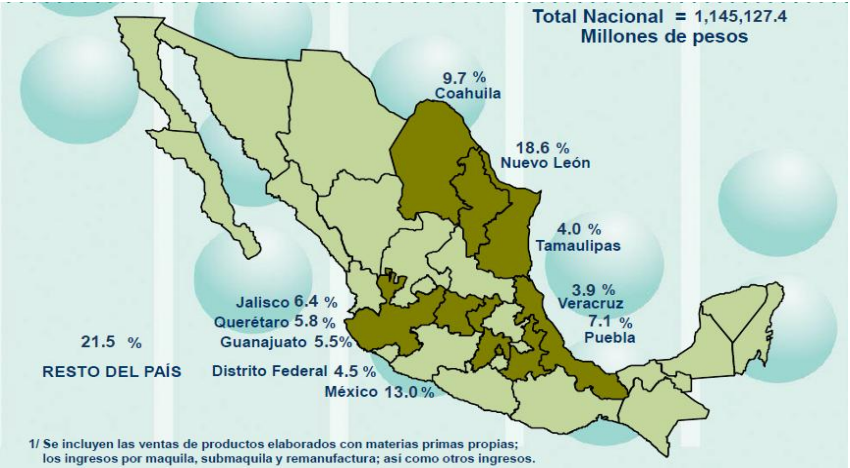 Total Nacional = 1,145,127.4
Millones de pesos
9.7 %
Coahuila
18.6 %
Nuevo León
4.0 %
Tamaulipas
3.9 %
Veracruz
7.1 %
Puebla
Jalisco 6.4 %
Querétaro 5.8 %
Guanajuato 5.5%
Distrito Federal 4.5 %
México 13.0 %
21.5 %
RESTO DEL PAÍS
1/ Se incluyen las ventas de productos elaborados con materias primas propias;
los ingresos por maquila, submaquila y remanufactura; así como otros ingresos.